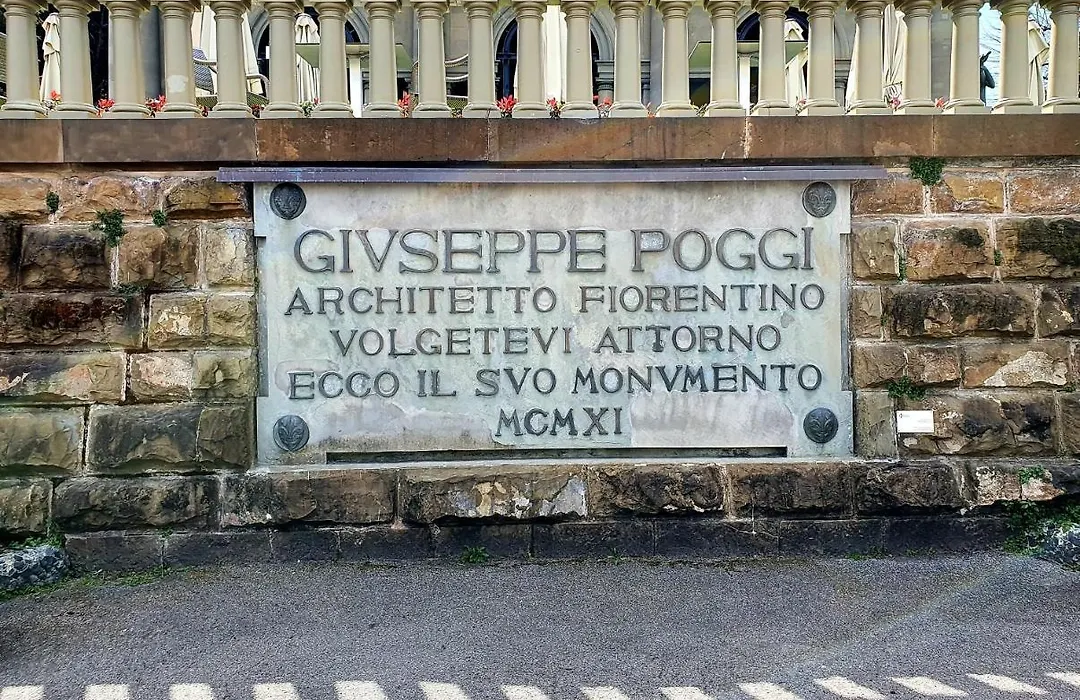 GIVSEPPE POGGI
ARCHITETTO FIORENTINO
VOLGETEVI ATTORNO
ECCO IL SVO MONVMENTO
MCMXI